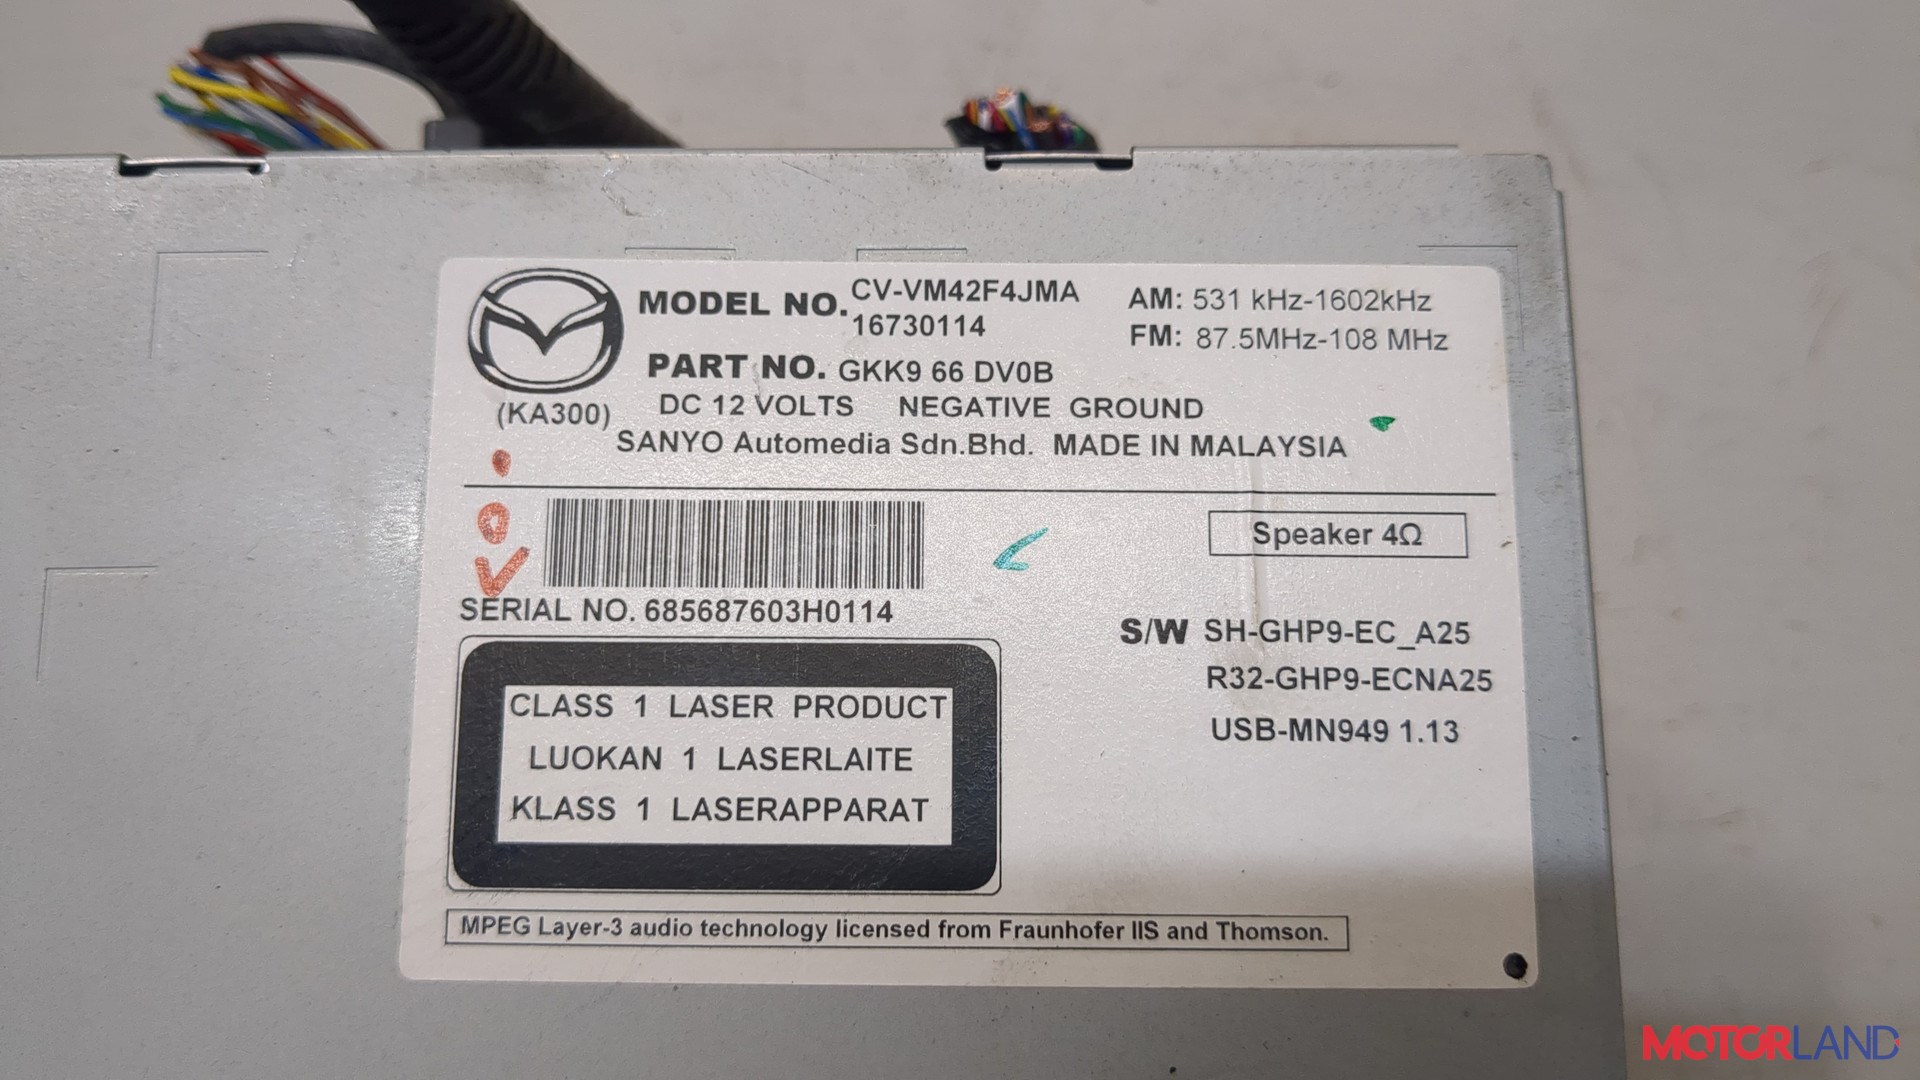 MODEL NO. CV-VM42F4JMA
16730114
AM: 531 kHz-1602kHz
FM: 87.5MHz-108 MHz
PART NO. GKK9 66 DV0B
(KA300)
DC 12 VOLTS NEGATIVE GROUND
SANYO Automedia Sdn.Bhd. MADE IN MALAYSIA
Speaker 4Ω
SERIAL NO. 685687603H0114
S/W SH-GHP9-EC_A25
R32-GHP9-ECNA25
USB-MN949 1.13
CLASS 1 LASER PRODUCT
LUOKAN 1 LASERLAITE
KLASS 1 LASERAPPARAT
MPEG Layer-3 audio technology licensed from Fraunhofer IIS and Thomson.
MOTORLAND